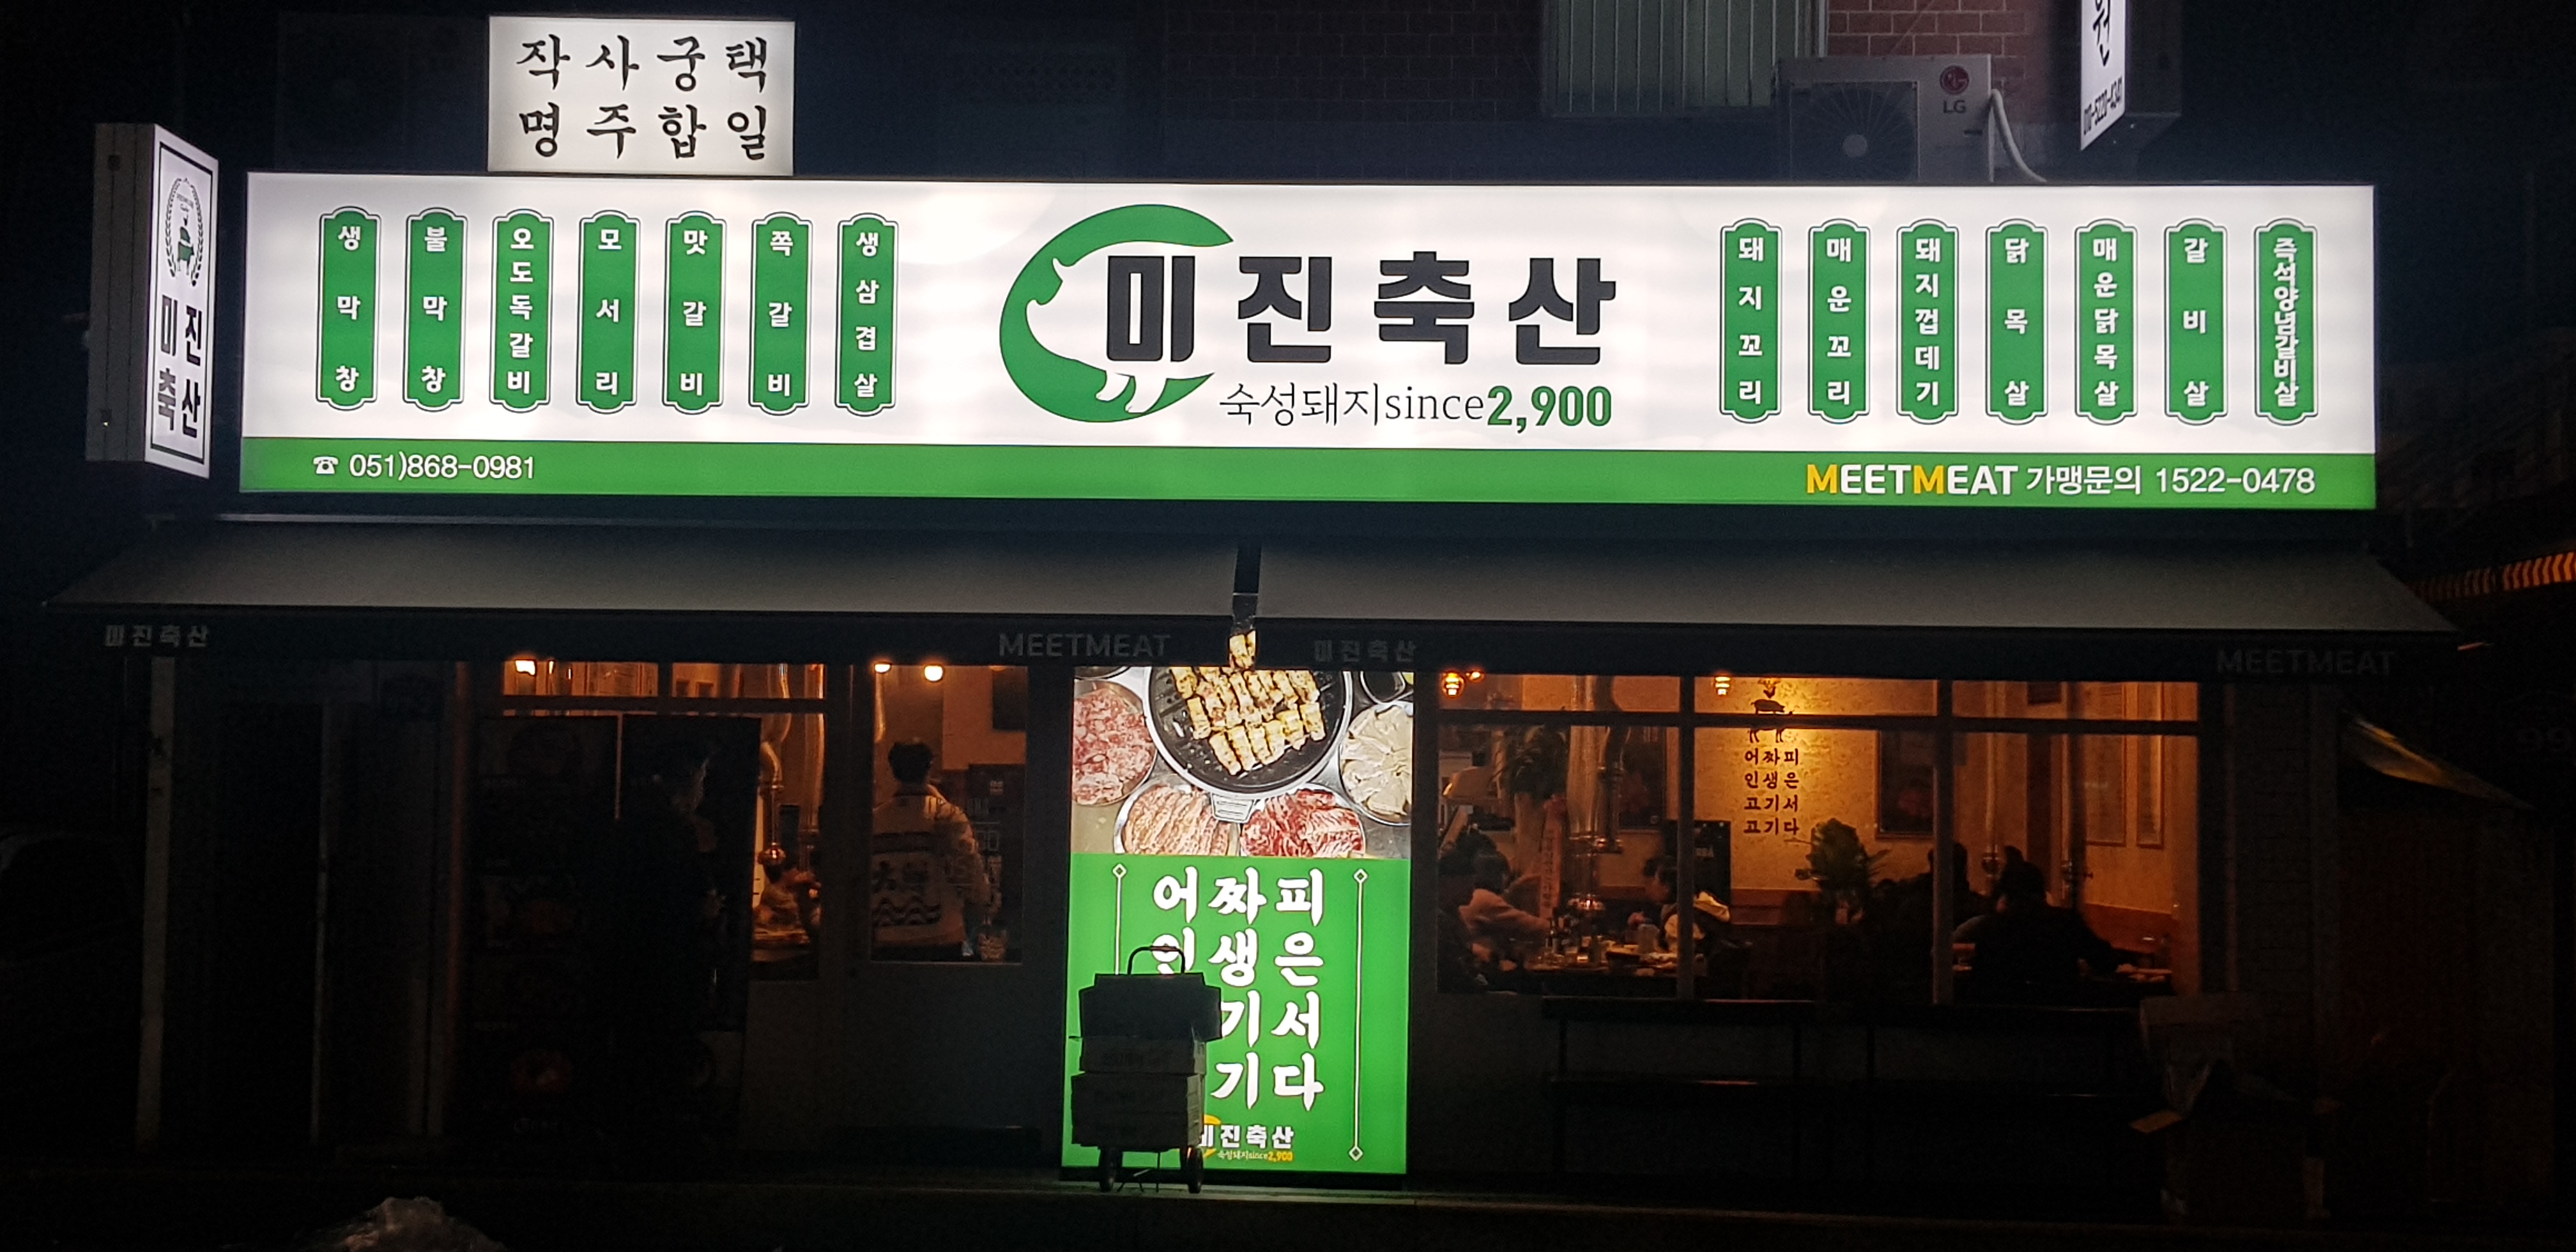 작 사 궁 택
명 주 합 일
미진
축산
원
생막창
불막창
오도독갈비
모서리
맛갈비
쪽갈비
생삼겹살
미진축산
숙성돼지since2,900
돼지꼬리
매운꼬리
돼지껍데기
닭목살
매운닭목살
갈비살
즉석양념갈비살
☎ 051)868-0981
MEETMEAT 가맹문의 1522-0478
LG
미진축산
MEETMEAT
미진축산
MEETMEAT
어짜피
인생은
고기서
고기다
어짜피
인생은
기서
기다
미진축산
숙성돼지since2,900